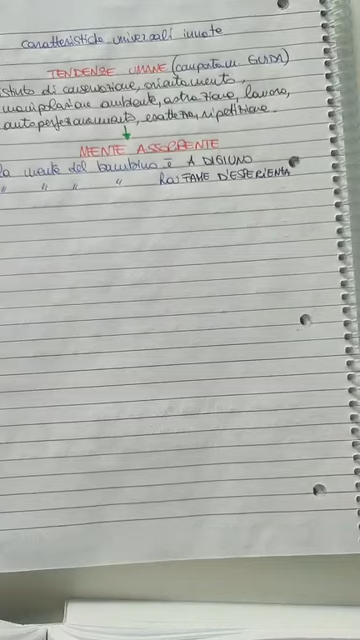 caratteristiche universali innate
TENDENZE UMANE (comportam. GUIDA)
istinto di conservazione, orientamento,
manipolazione ambiente, astrazione, lavoro,
autoperfezionamento, esattezza, ripetizione.
MENTE ASSORBENTE
la mente del bambino è A DIGIUNO
" " " " ha FAME D'ESPERIENZA